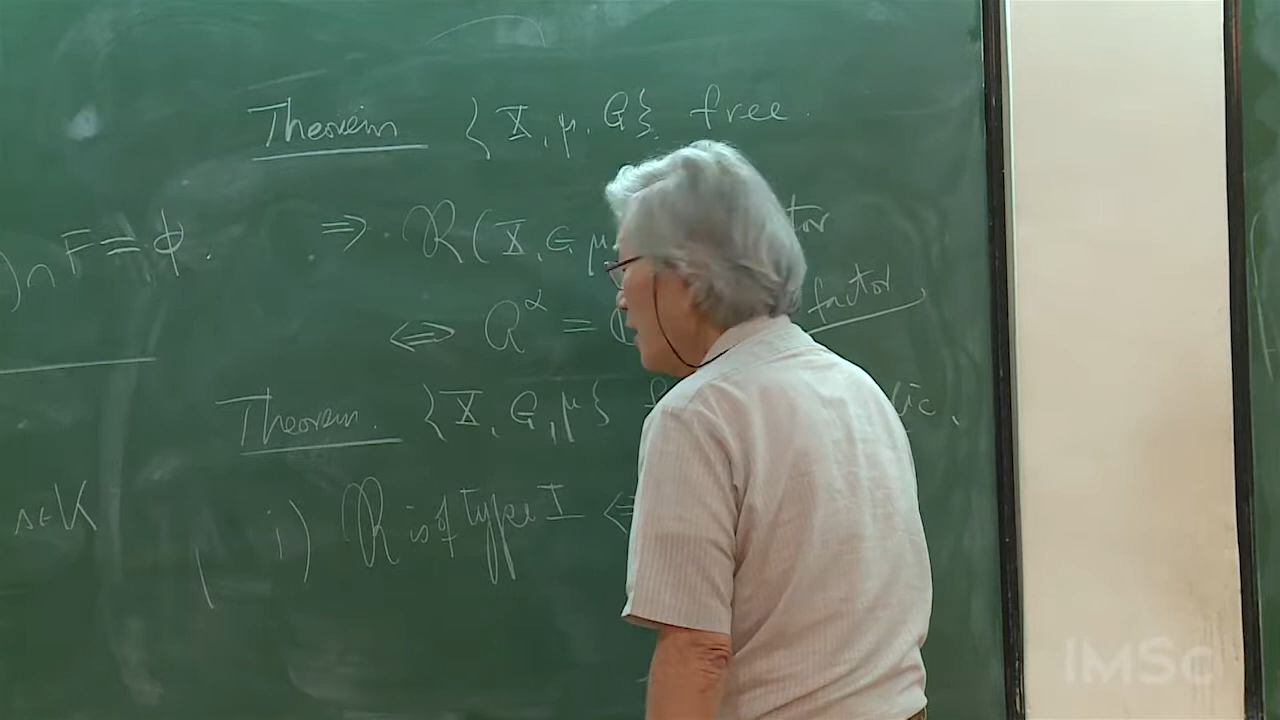 Theorem {X, μ, G} free.
)∩F=ϕ. ⇒ R(X, G, μ tor
⇔ Q^α = factor
Theorem. {X, G, μ} f ic.
s∈K i) R is of type I ⇔
IMSc